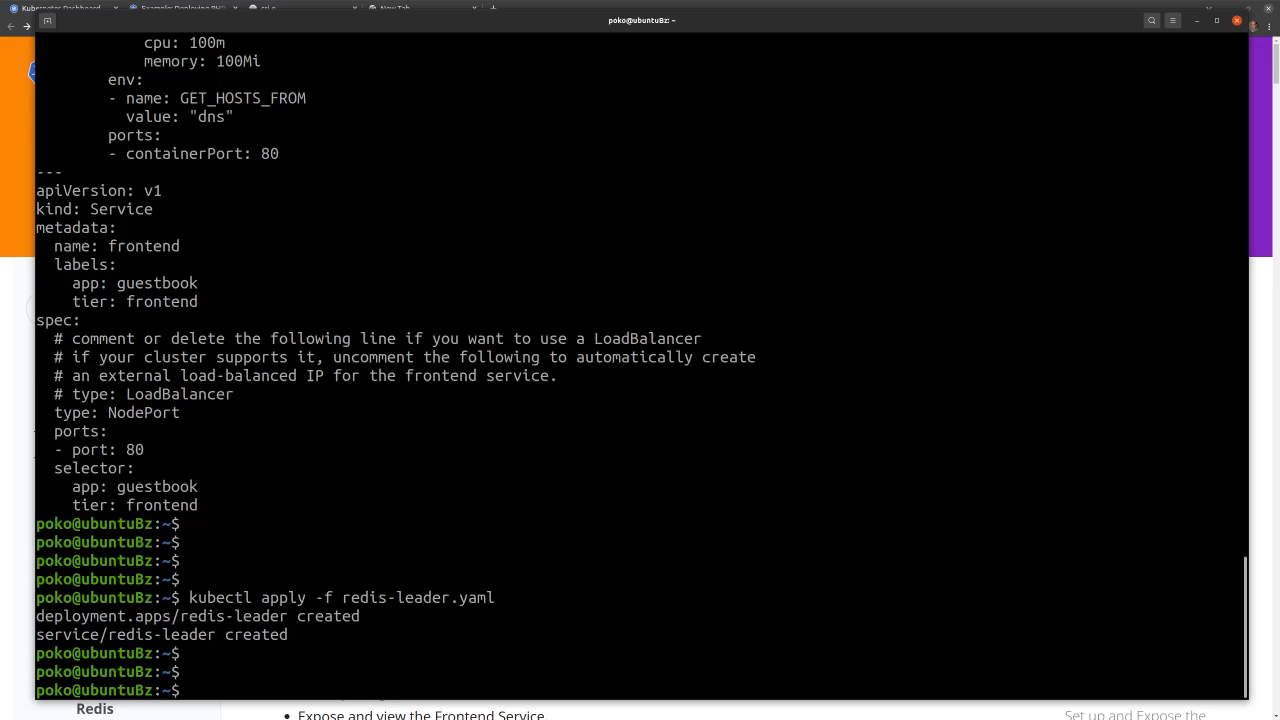 Kubernetes Dashboard
Example: Deploying PH
cri-o
New Tab
poko@ubuntuBz: ~
            cpu: 100m
            memory: 100Mi
        env:
        - name: GET_HOSTS_FROM
          value: "dns"
        ports:
        - containerPort: 80
---
apiVersion: v1
kind: Service
metadata:
  name: frontend
  labels:
    app: guestbook
    tier: frontend
spec:
  # comment or delete the following line if you want to use a LoadBalancer
  # if your cluster supports it, uncomment the following to automatically create
  # an external load-balanced IP for the frontend service.
  # type: LoadBalancer
  type: NodePort
  ports:
  - port: 80
  selector:
    app: guestbook
    tier: frontend
poko@ubuntuBz:~$
poko@ubuntuBz:~$
poko@ubuntuBz:~$
poko@ubuntuBz:~$
poko@ubuntuBz:~$ kubectl apply -f redis-leader.yaml
deployment.apps/redis-leader created
service/redis-leader created
poko@ubuntuBz:~$
poko@ubuntuBz:~$
poko@ubuntuBz:~$
Redis
• Expose and view the Frontend Service.
Set up and Expose the